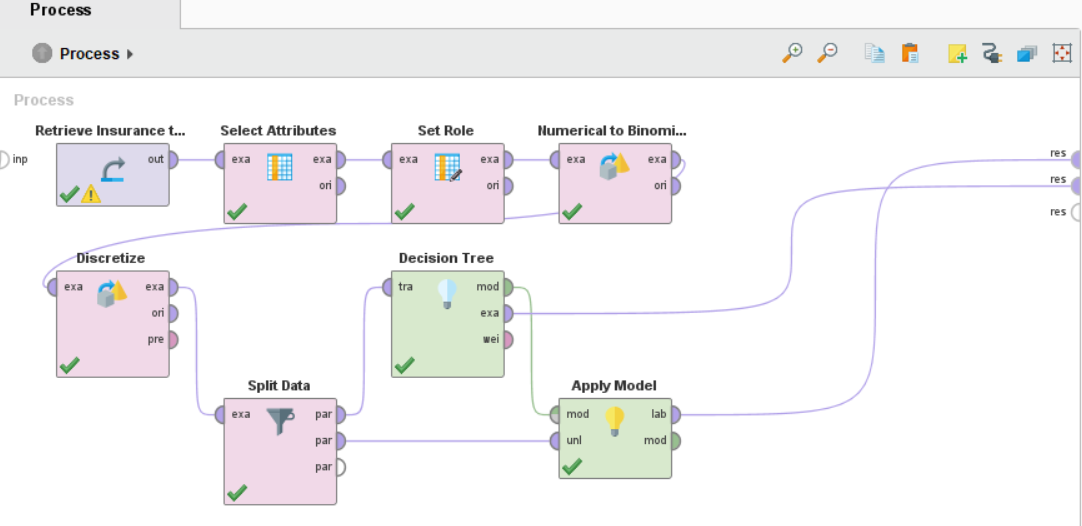 Process
Process
Process
Retrieve Insurance t...
Select Attributes
Set Role
Numerical to Binomi...
inp
out
exa
exa
exa
exa
exa
exa
res
ori
ori
ori
res
res
Discretize
Decision Tree
exa
exa
tra
mod
ori
exa
pre
wei
Split Data
Apply Model
exa
par
mod
lab
par
unl
mod
par